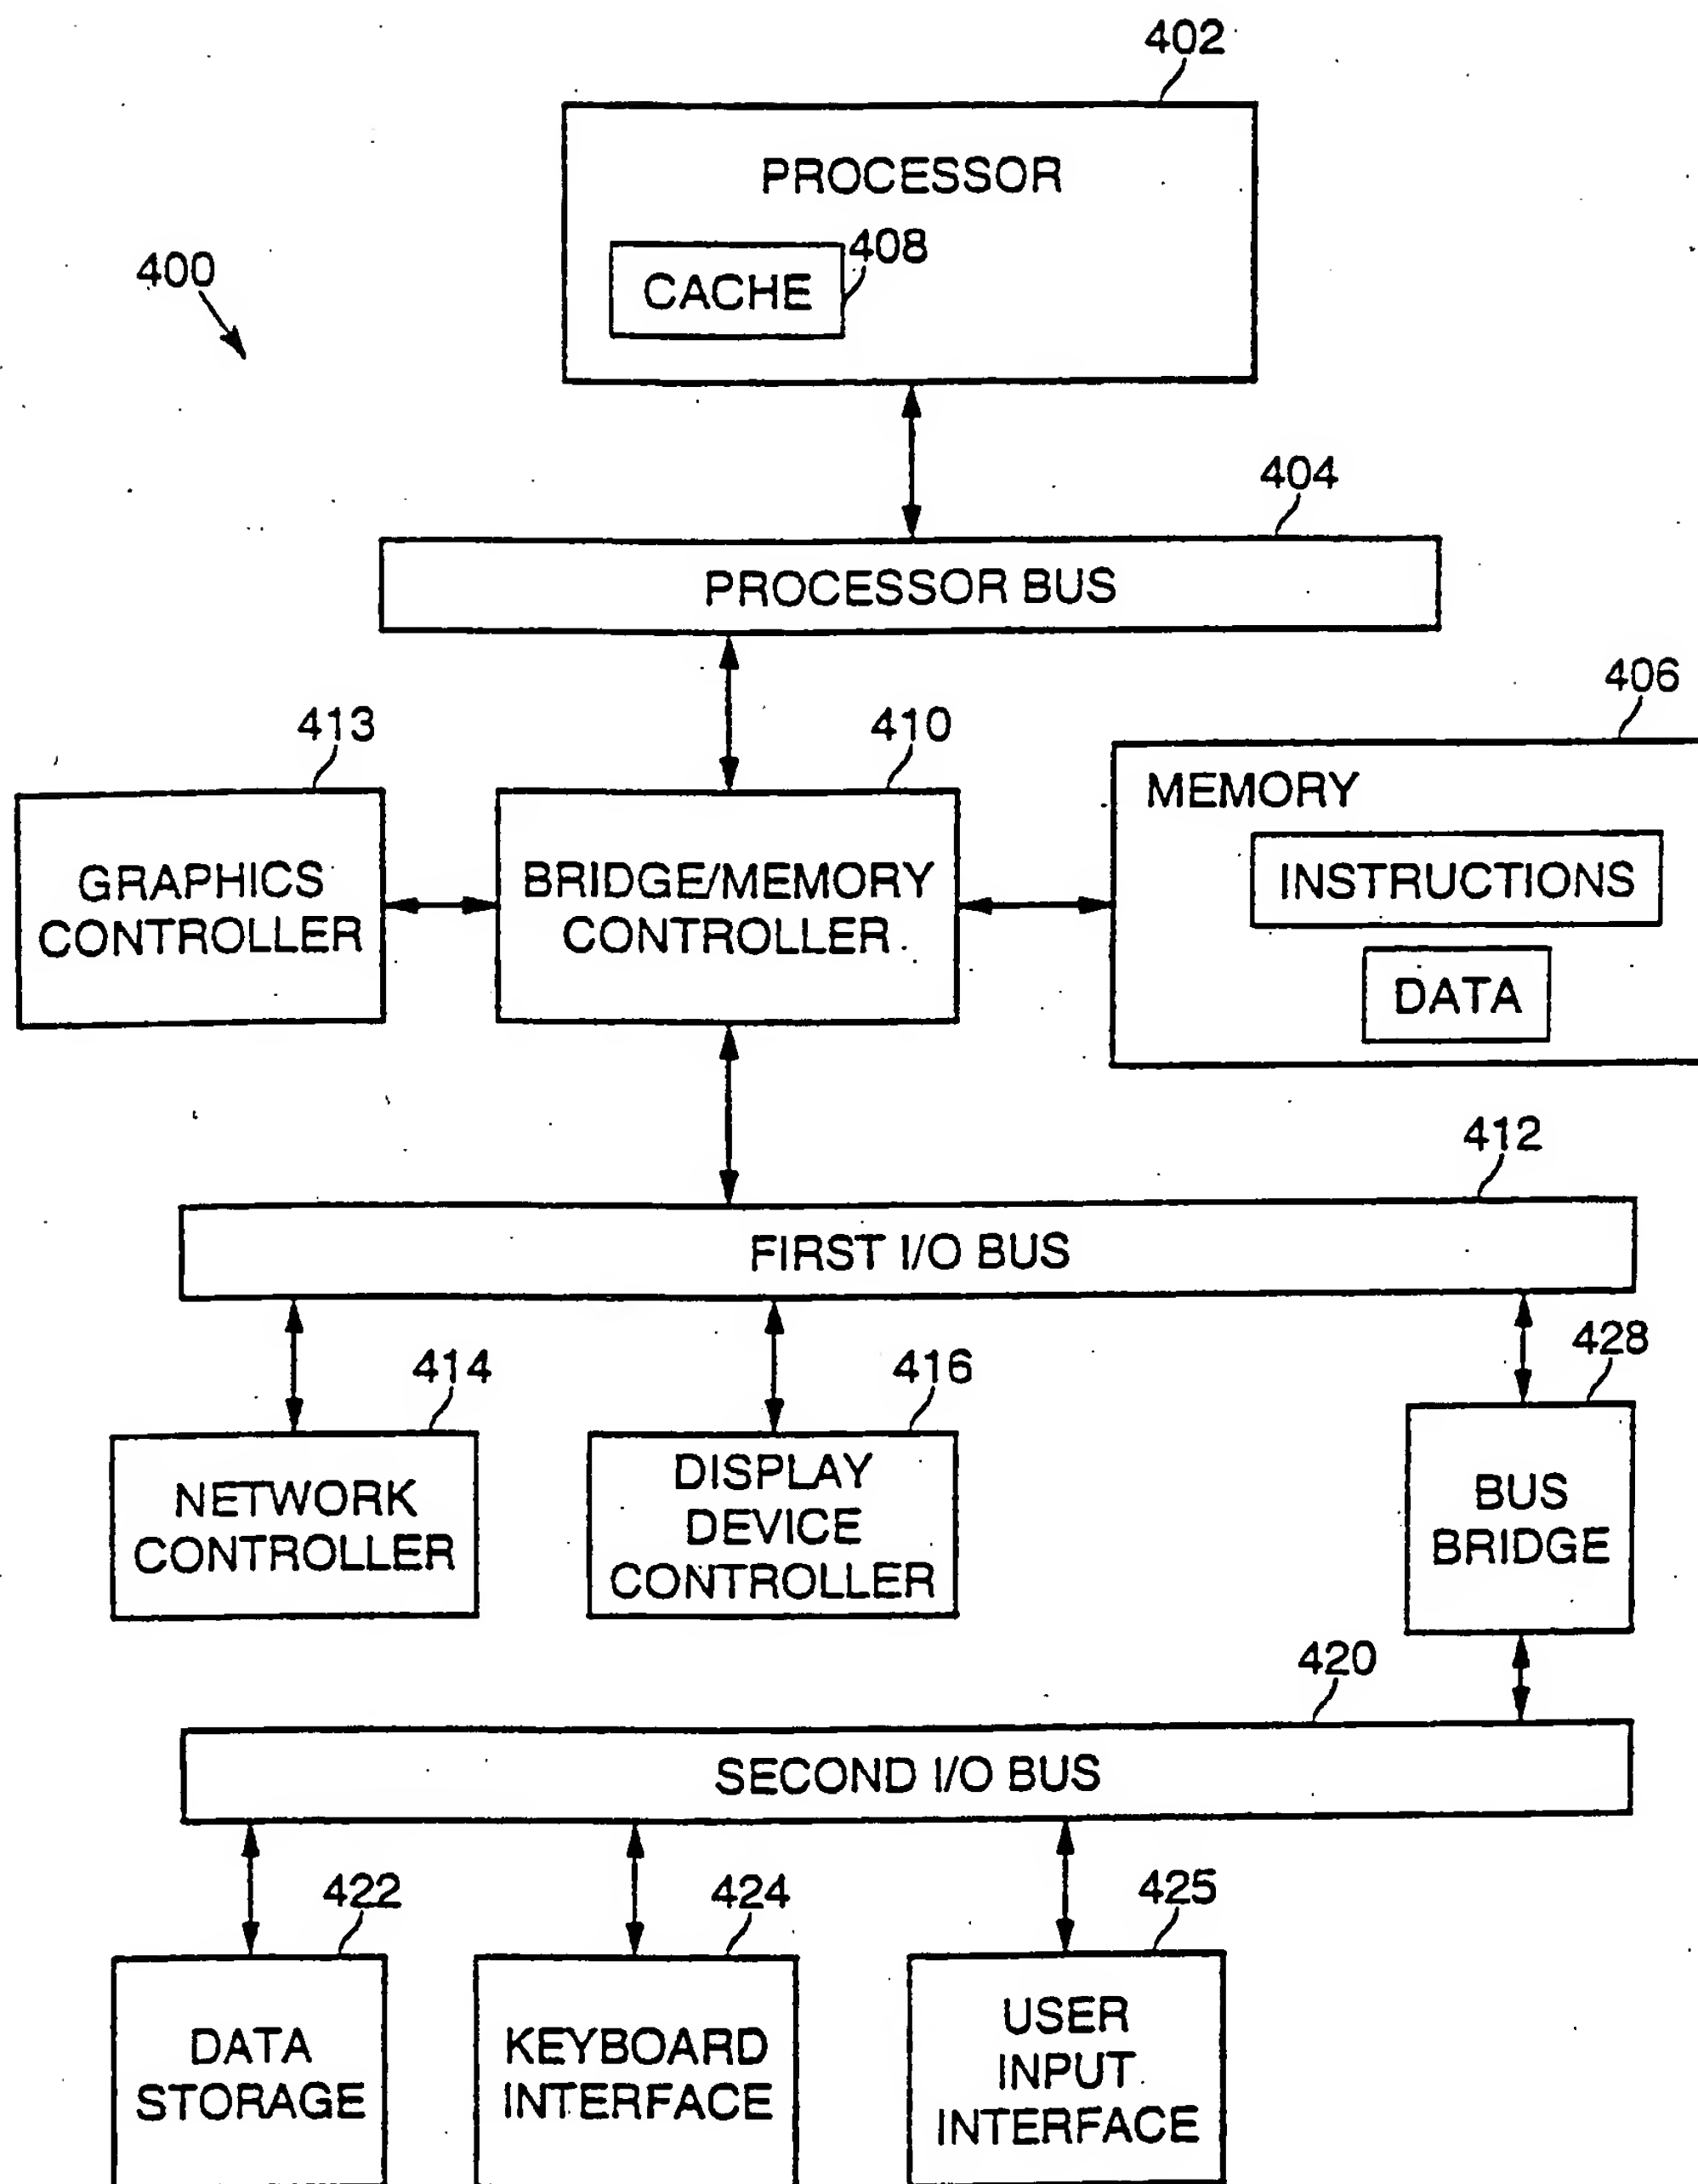 402
PROCESSOR
408
CACHE
400
404
PROCESSOR BUS
406
413
410
MEMORY
GRAPHICS
CONTROLLER
BRIDGE/MEMORY
CONTROLLER
INSTRUCTIONS
DATA
412
FIRST I/O BUS
428
414
416
NETWORK
CONTROLLER
DISPLAY
DEVICE
CONTROLLER
BUS
BRIDGE
420
SECOND I/O BUS
422
424
425
DATA
STORAGE
KEYBOARD
INTERFACE
USER
INPUT
INTERFACE